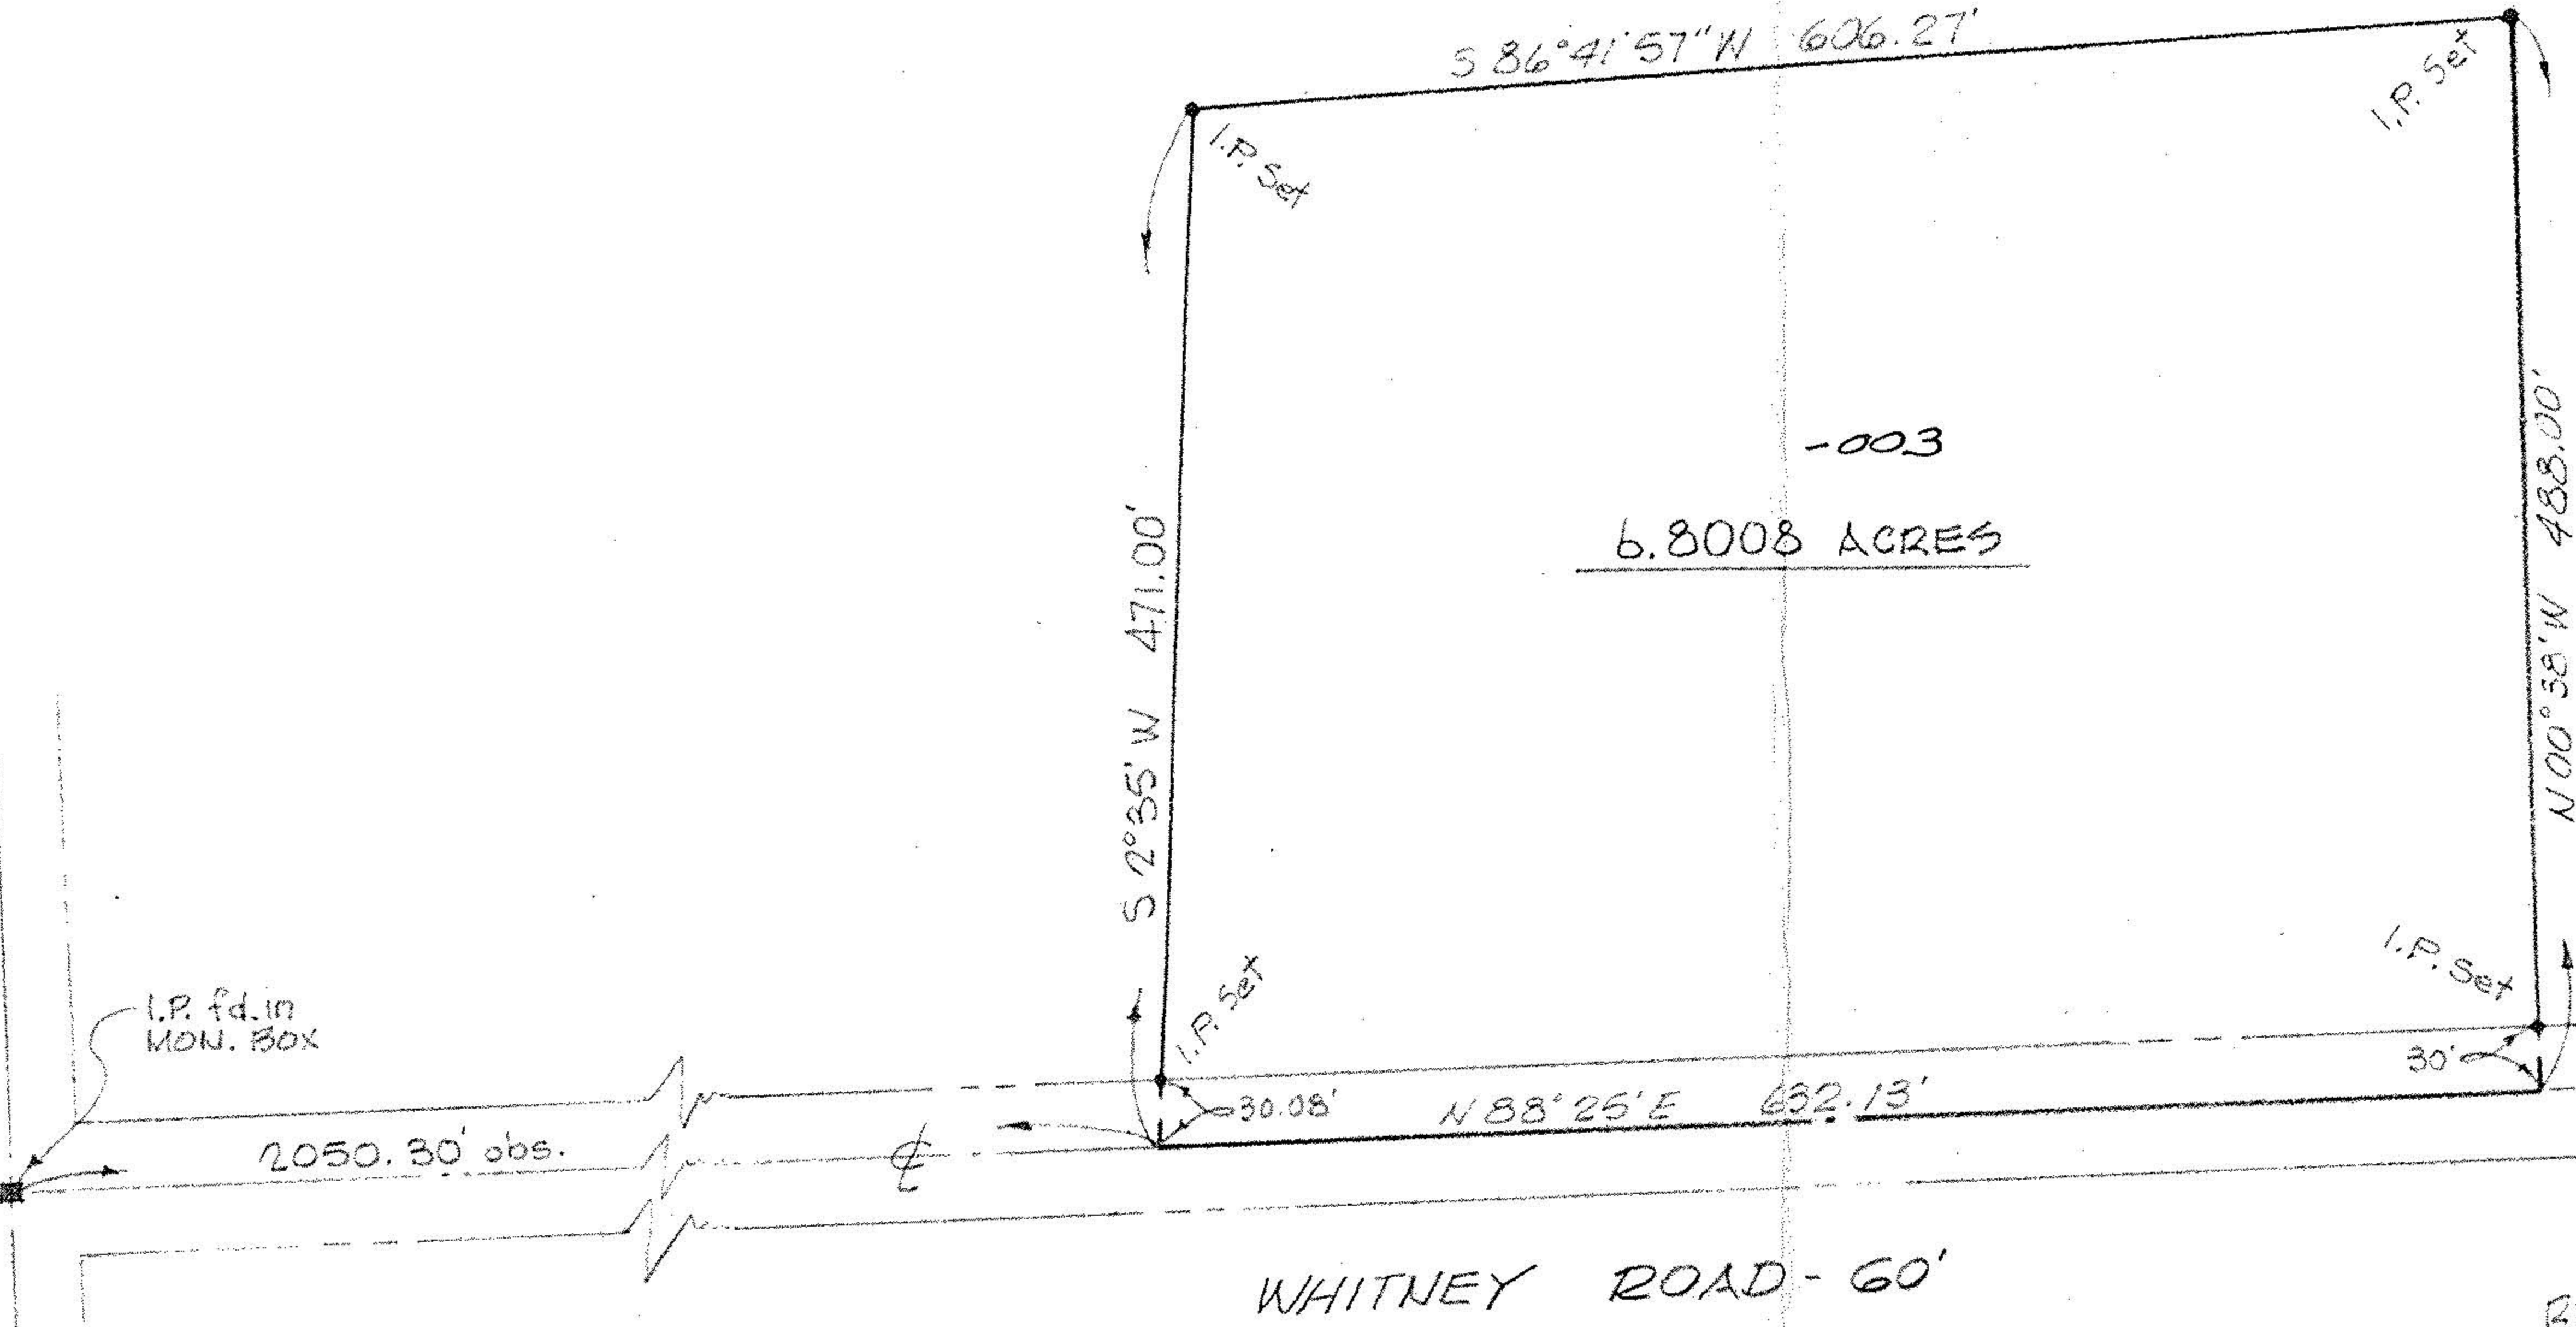 S 86°41'57"W 606.27'
I.P. Set
I.P. Set
-003
6.8008 ACRES
S 2°35' W 471.00'
N 00°38'W 488.00'
I.P. Set
I.P. Set
I.P. fd. in
MON. BOX
30'
30.08'
N 88°25'E 632.13'
2050.30' obs.
℄
WHITNEY ROAD - 60'